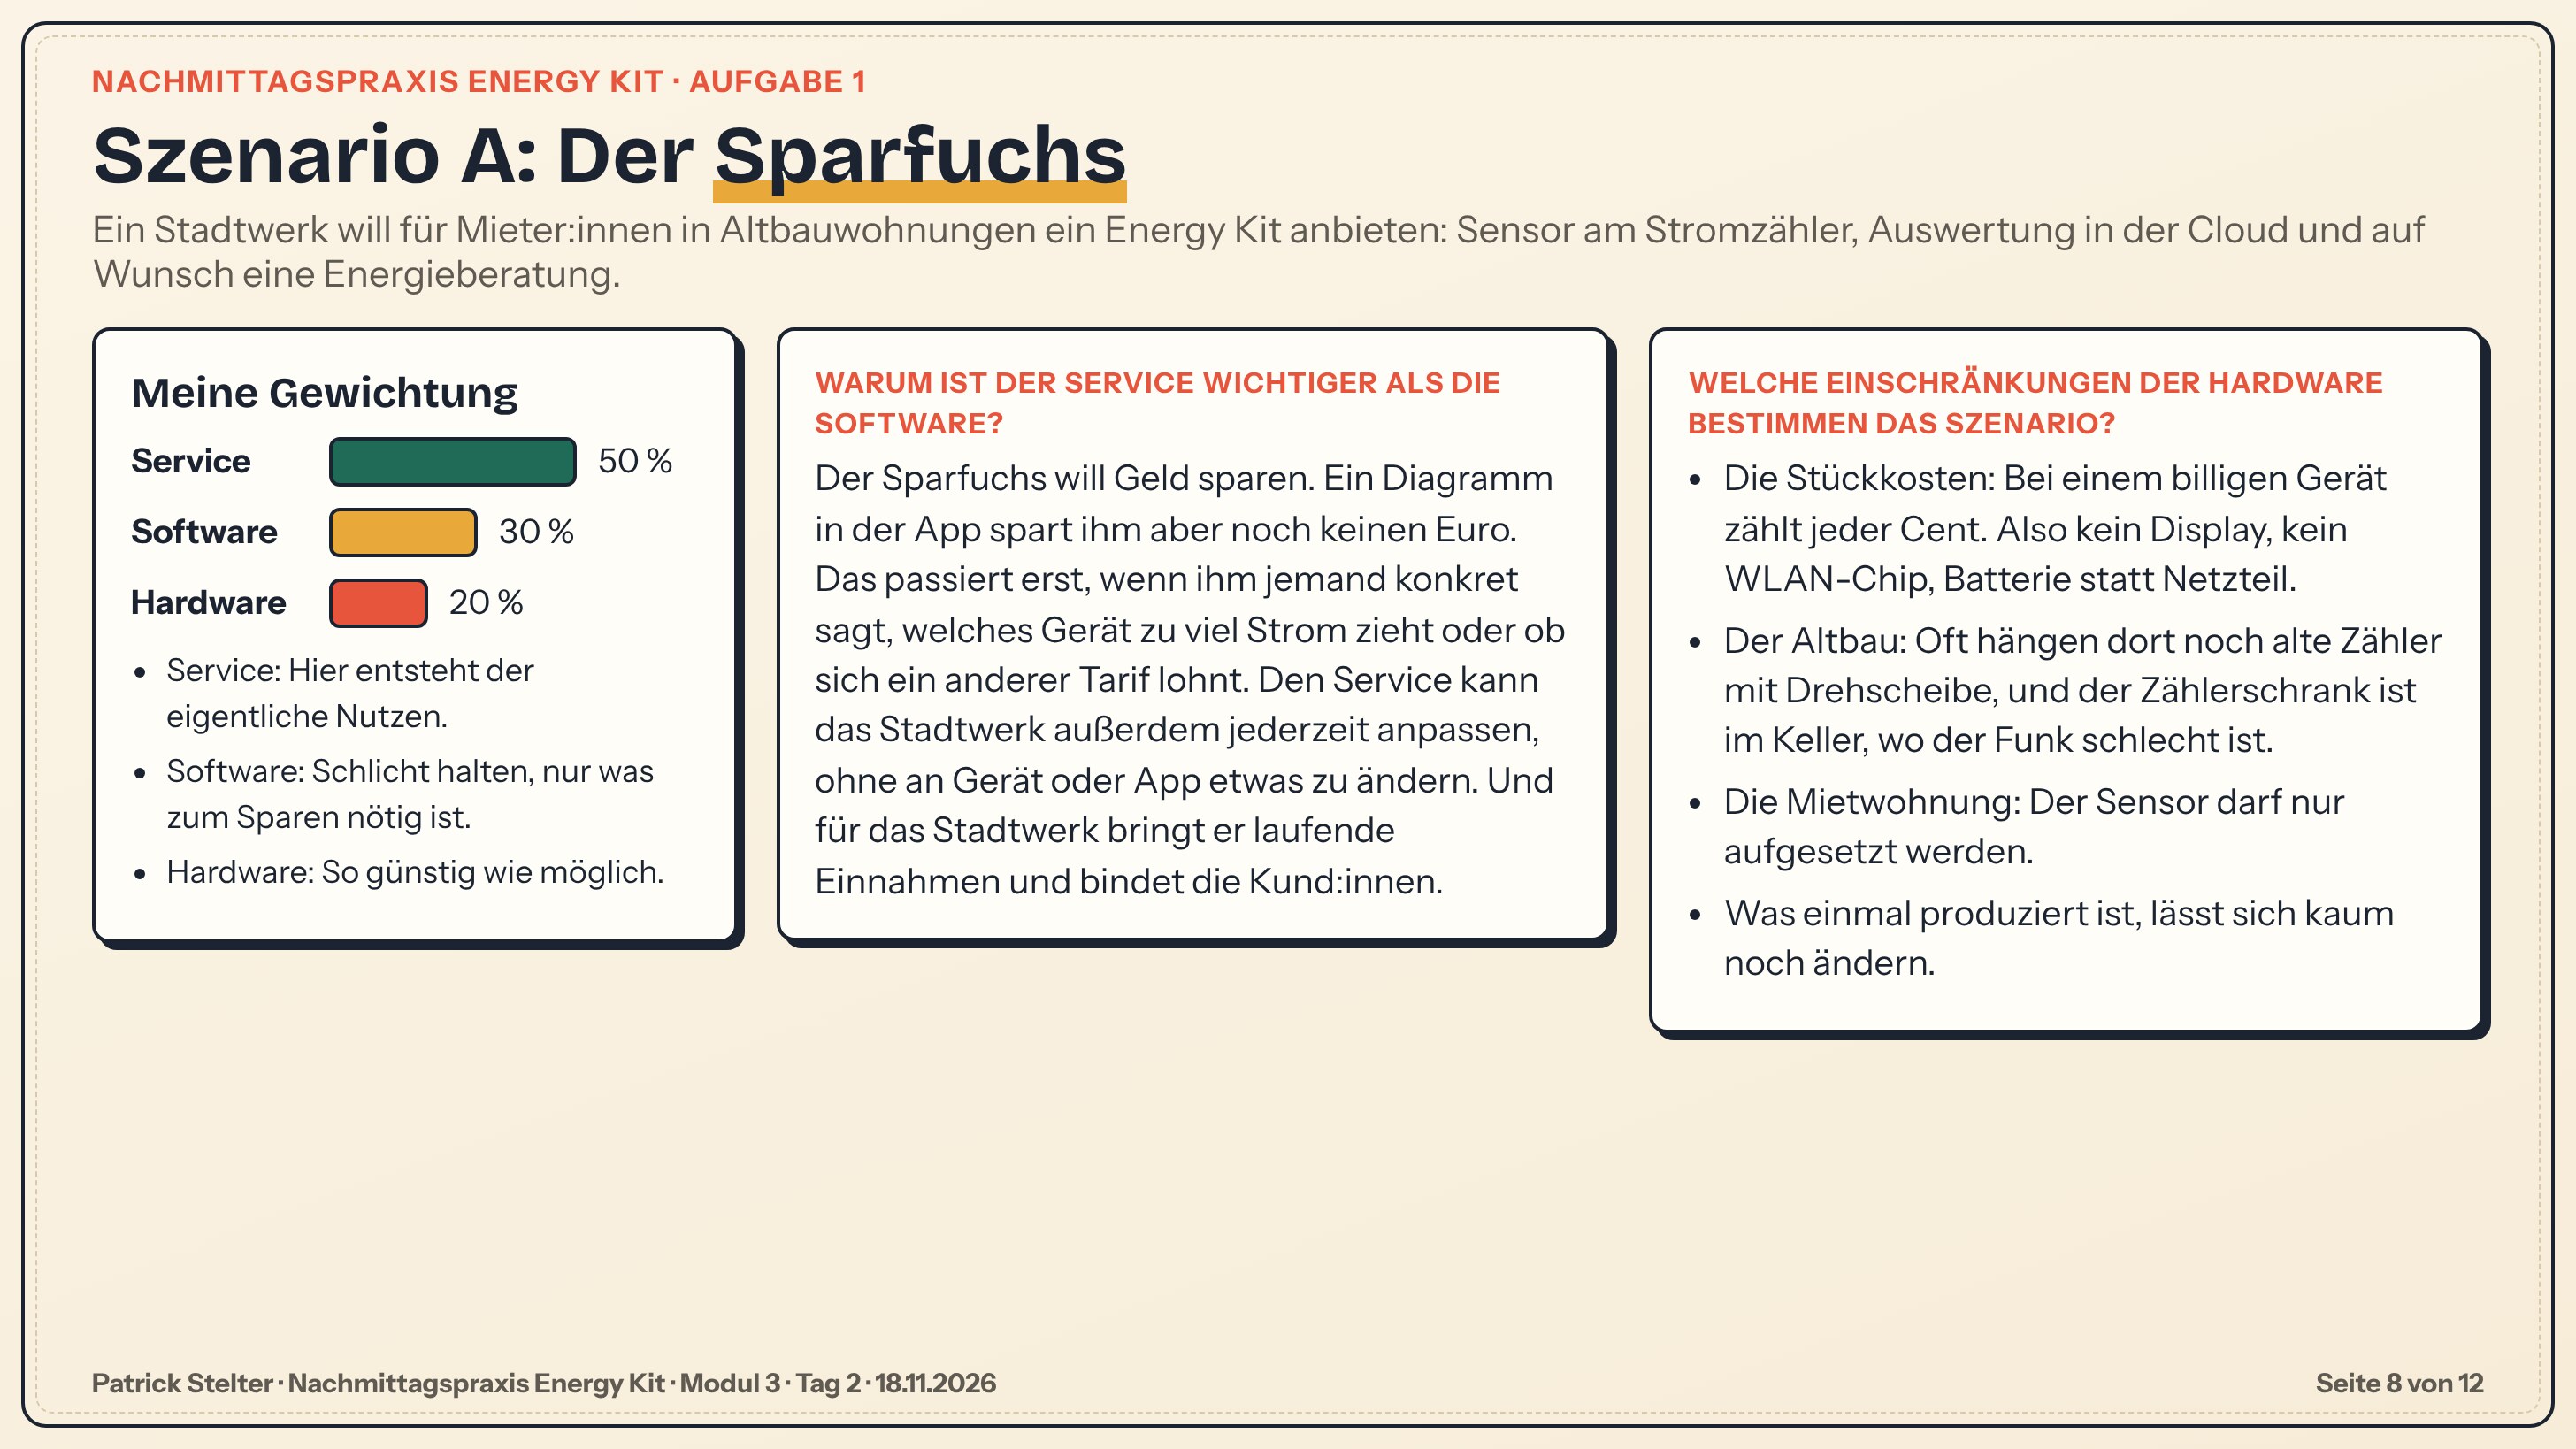 NACHMITTAGSPRAXIS ENERGY KIT · AUFGABE 1
Szenario A: Der Sparfuchs
Ein Stadtwerk will für Mieter:innen in Altbauwohnungen ein Energy Kit anbieten: Sensor am Stromzähler, Auswertung in der Cloud und auf
Wunsch eine Energieberatung.
Meine Gewichtung
Service 50 %
Software 30 %
Hardware 20 %
• Service: Hier entsteht der
eigentliche Nutzen.
• Software: Schlicht halten, nur was
zum Sparen nötig ist.
• Hardware: So günstig wie möglich.
WARUM IST DER SERVICE WICHTIGER ALS DIE
SOFTWARE?
Der Sparfuchs will Geld sparen. Ein Diagramm
in der App spart ihm aber noch keinen Euro.
Das passiert erst, wenn ihm jemand konkret
sagt, welches Gerät zu viel Strom zieht oder ob
sich ein anderer Tarif lohnt. Den Service kann
das Stadtwerk außerdem jederzeit anpassen,
ohne an Gerät oder App etwas zu ändern. Und
für das Stadtwerk bringt er laufende
Einnahmen und bindet die Kund:innen.
WELCHE EINSCHRÄNKUNGEN DER HARDWARE
BESTIMMEN DAS SZENARIO?
• Die Stückkosten: Bei einem billigen Gerät
zählt jeder Cent. Also kein Display, kein
WLAN-Chip, Batterie statt Netzteil.
• Der Altbau: Oft hängen dort noch alte Zähler
mit Drehscheibe, und der Zählerschrank ist
im Keller, wo der Funk schlecht ist.
• Die Mietwohnung: Der Sensor darf nur
aufgesetzt werden.
• Was einmal produziert ist, lässt sich kaum
noch ändern.
Patrick Stelter · Nachmittagspraxis Energy Kit · Modul 3 · Tag 2 · 18.11.2026
Seite 8 von 12